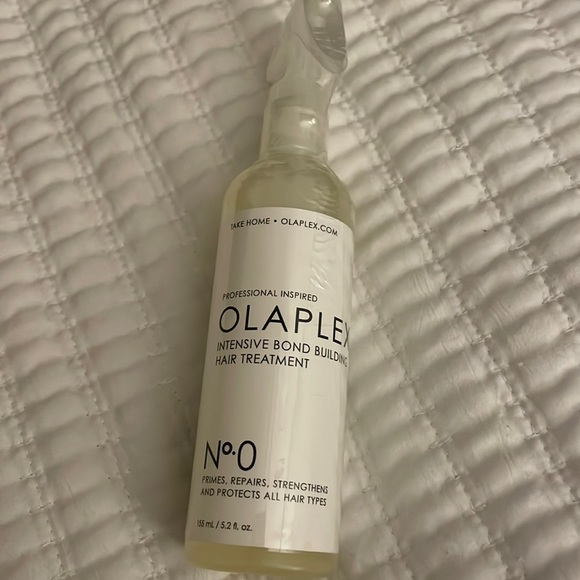 TAKE HOME • OLAPLEX.COM
PROFESSIONAL INSPIRED
OLAPLEX
INTENSIVE BOND BUILDING
HAIR TREATMENT
Nº.0
PRIMES, REPAIRS, STRENGTHENS
AND PROTECTS ALL HAIR TYPES
155 mL / 5.2 fl. oz.